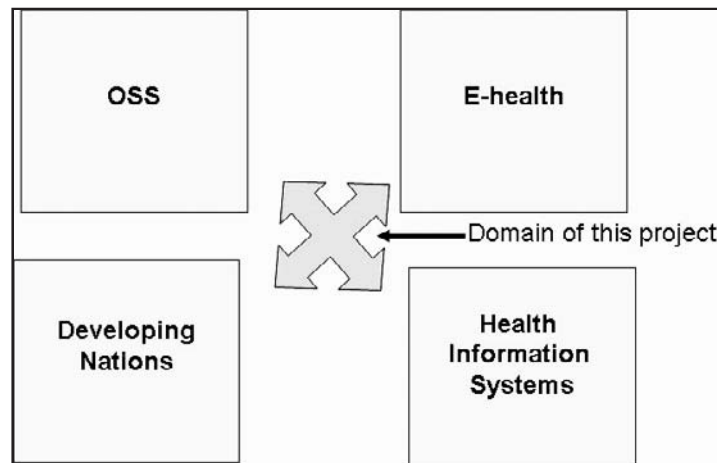 OSS
E-health
Domain of this project
Developing
Nations
Health
Information
Systems